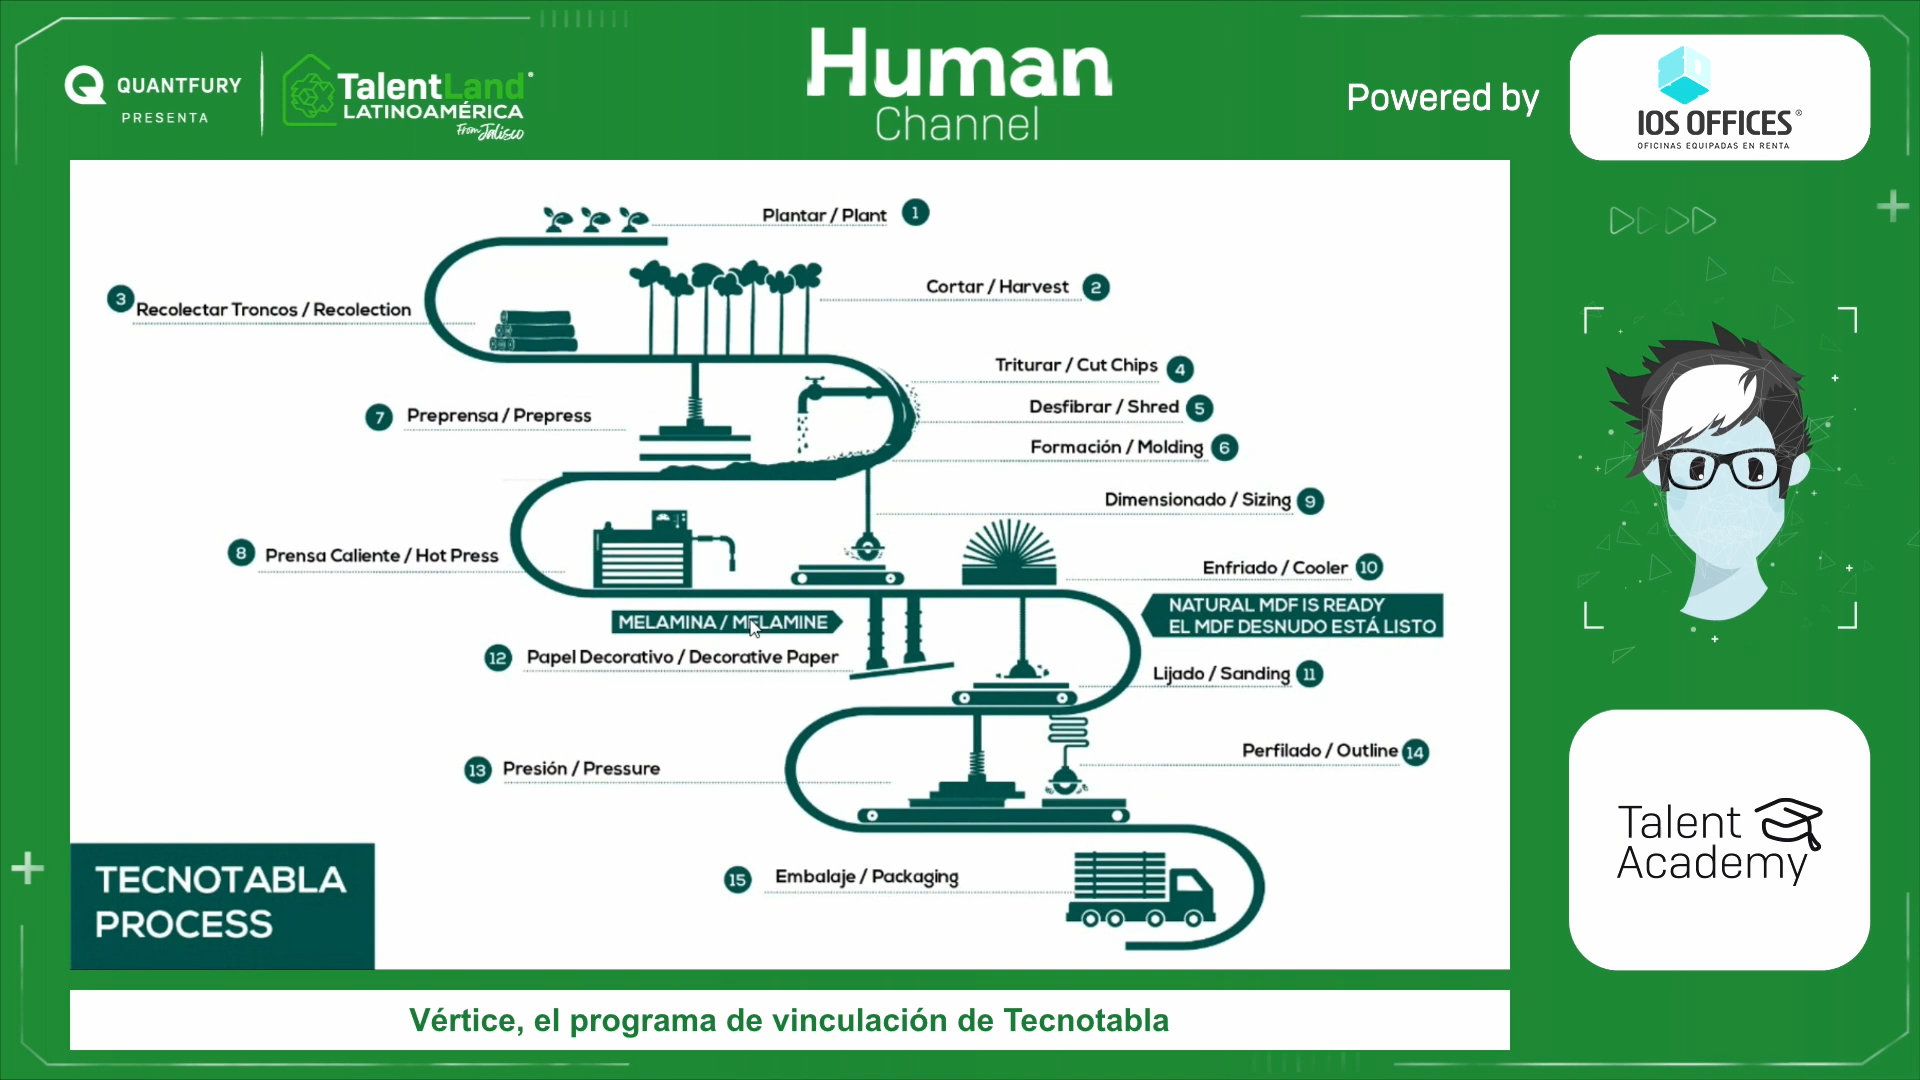 QUANTFURY
PRESENTA
TalentLand
LATINOAMÉRICA
From Jalisco
Human
Channel
Powered by
IOS OFFICES®
OFICINAS EQUIPADAS EN RENTA
Plantar / Plant 1
Cortar / Harvest 2
3 Recolectar Troncos / Recolection
Triturar / Cut Chips 4
Desfibrar / Shred 5
Formación / Molding 6
7 Preprensa / Prepress
8 Prensa Caliente / Hot Press
Dimensionado / Sizing 9
Enfriado / Cooler 10
NATURAL MDF IS READY
EL MDF DESNUDO ESTÁ LISTO
Lijado / Sanding 11
MELAMINA / MELAMINE
12 Papel Decorativo / Decorative Paper
13 Presión / Pressure
Perfilado / Outline 14
15 Embalaje / Packaging
TECNOTABLA
PROCESS
Talent
Academy
Vértice, el programa de vinculación de Tecnotabla